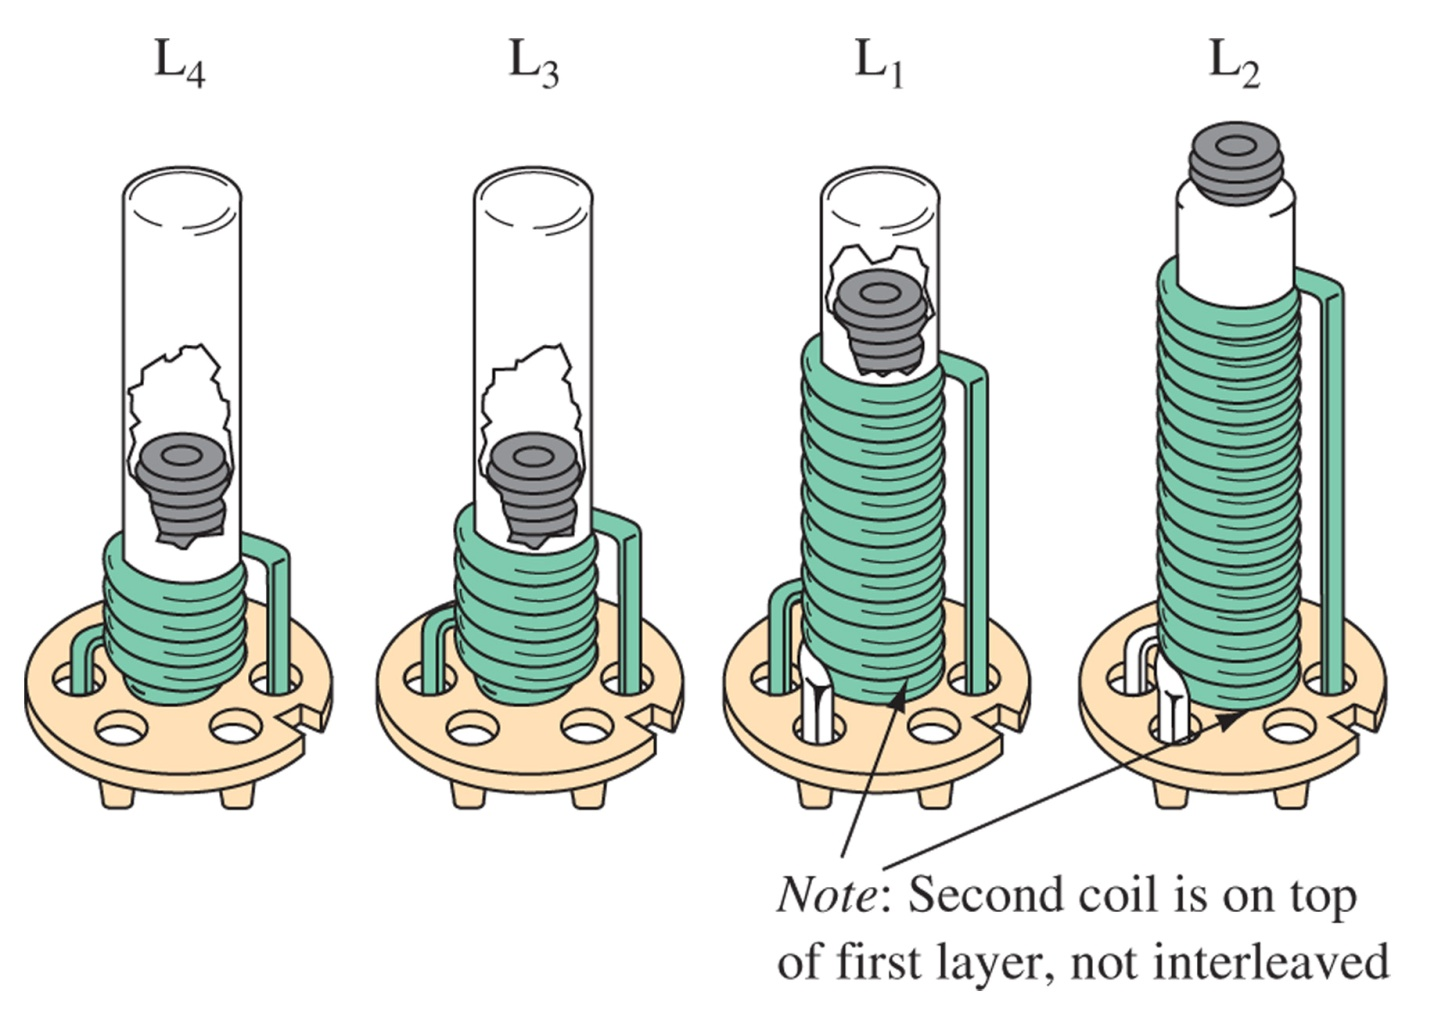 L₄ L₃ L₁ L₂
Note: Second coil is on top
of first layer, not interleaved